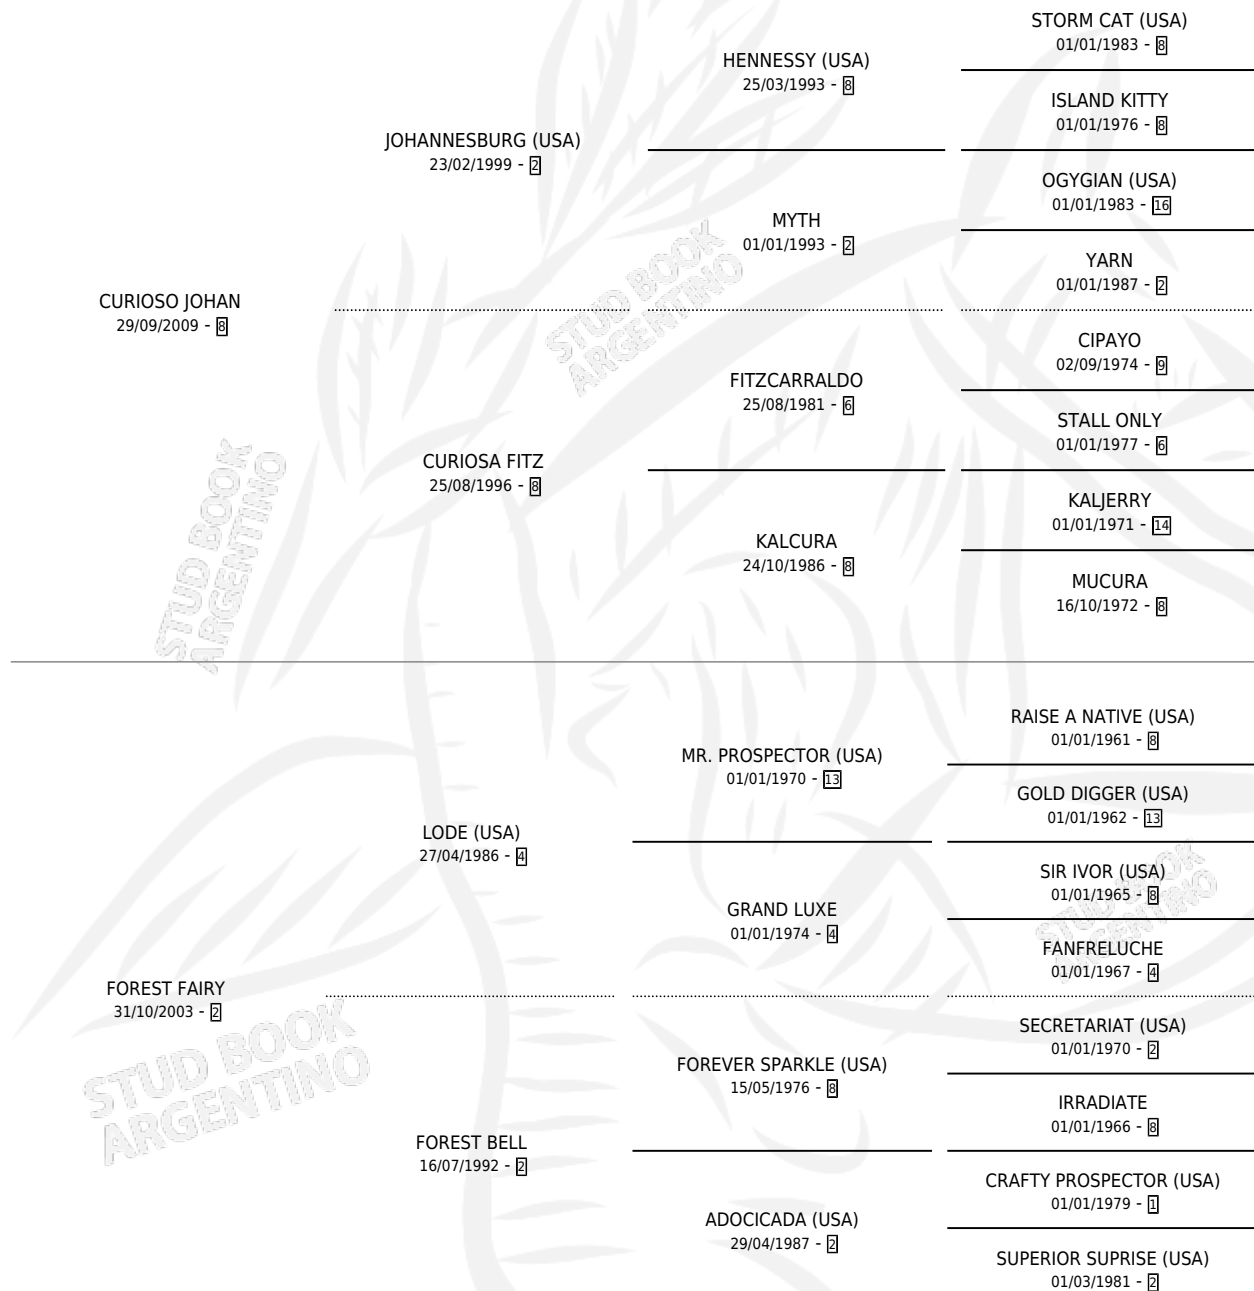 STORM CAT (USA)
01/01/1983 - 8
HENNESSY (USA)
25/03/1993 - 8
ISLAND KITTY
01/01/1976 - 8
JOHANNESBURG (USA)
23/02/1999 - 2
OGYGIAN (USA)
01/01/1983 - 16
MYTH
01/01/1993 - 2
YARN
01/01/1987 - 2
CURIOSO JOHAN
29/09/2009 - 8
CIPAYO
02/09/1974 - 9
FITZCARRALDO
25/08/1981 - 6
STALL ONLY
01/01/1977 - 6
CURIOSA FITZ
25/08/1996 - 8
KALJERRY
01/01/1971 - 14
KALCURA
24/10/1986 - 8
MUCURA
16/10/1972 - 8
STUD BOOK
ARGENTINO
STUD BOOK
ARGENTINO
RAISE A NATIVE (USA)
01/01/1961 - 8
MR. PROSPECTOR (USA)
01/01/1970 - 13
GOLD DIGGER (USA)
01/01/1962 - 13
LODE (USA)
27/04/1986 - 4
SIR IVOR (USA)
01/01/1965 - 8
GRAND LUXE
01/01/1974 - 4
FANFRELUCHE
01/01/1967 - 4
FOREST FAIRY
31/10/2003 - 2
SECRETARIAT (USA)
01/01/1970 - 2
FOREVER SPARKLE (USA)
15/05/1976 - 8
IRRADIATE
01/01/1966 - 8
FOREST BELL
16/07/1992 - 2
CRAFTY PROSPECTOR (USA)
01/01/1979 - 1
ADOCICADA (USA)
29/04/1987 - 2
SUPERIOR SUPRISE (USA)
01/03/1981 - 2
STUD BOOK
ARGENTINO
STUD BOOK
ARGENTINO